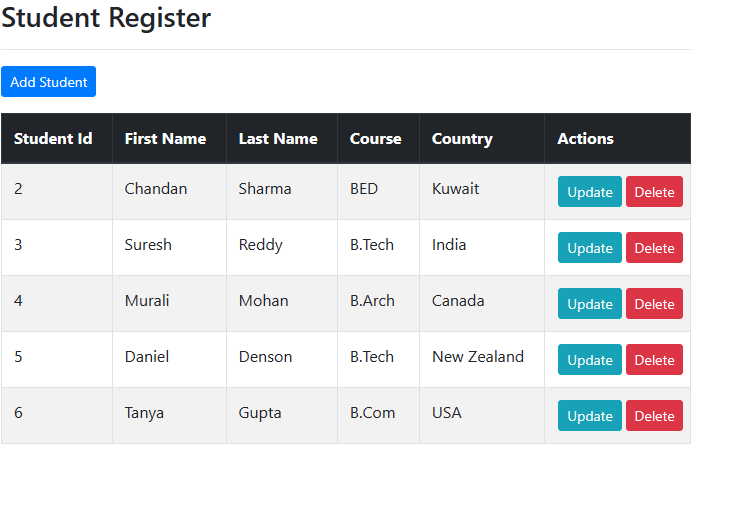 Student Register
Add Student
Student Id First Name Last Name Course Country Actions
2 Chandan Sharma BED Kuwait Update Delete
3 Suresh Reddy B.Tech India Update Delete
4 Murali Mohan B.Arch Canada Update Delete
5 Daniel Denson B.Tech New Zealand Update Delete
6 Tanya Gupta B.Com USA Update Delete